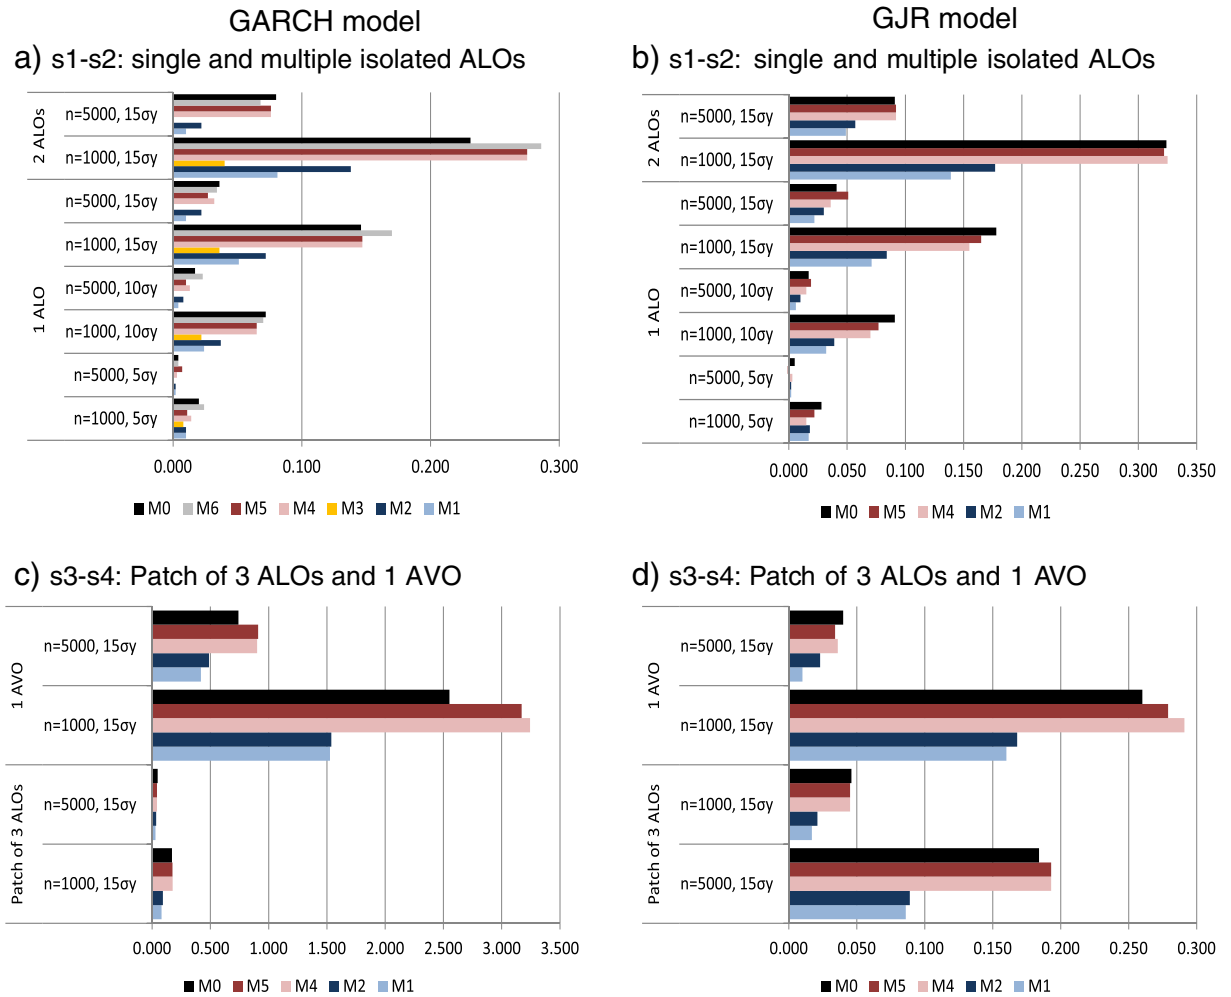 GARCH model
a) s1-s2: single and multiple isolated ALOs
2 ALOs
n=5000, 15σy
n=1000, 15σy
1 ALO
n=5000, 15σy
n=1000, 15σy
n=5000, 10σy
n=1000, 10σy
n=5000, 5σy
n=1000, 5σy
0.000 0.100 0.200 0.300
M0 M6 M5 M4 M3 M2 M1
GJR model
b) s1-s2: single and multiple isolated ALOs
2 ALOs
n=5000, 15σy
n=1000, 15σy
1 ALO
n=5000, 15σy
n=1000, 15σy
n=5000, 10σy
n=1000, 10σy
n=5000, 5σy
n=1000, 5σy
0.000 0.050 0.100 0.150 0.200 0.250 0.300 0.350
M0 M5 M4 M2 M1
c) s3-s4: Patch of 3 ALOs and 1 AVO
1 AVO
n=5000, 15σy
n=1000, 15σy
Patch of 3 ALOs
n=5000, 15σy
n=1000, 15σy
0.000 0.500 1.000 1.500 2.000 2.500 3.000 3.500
M0 M5 M4 M2 M1
d) s3-s4: Patch of 3 ALOs and 1 AVO
1 AVO
n=5000, 15σy
n=1000, 15σy
Patch of 3 ALOs
n=1000, 15σy
n=5000, 15σy
0.000 0.050 0.100 0.150 0.200 0.250 0.300
M0 M5 M4 M2 M1